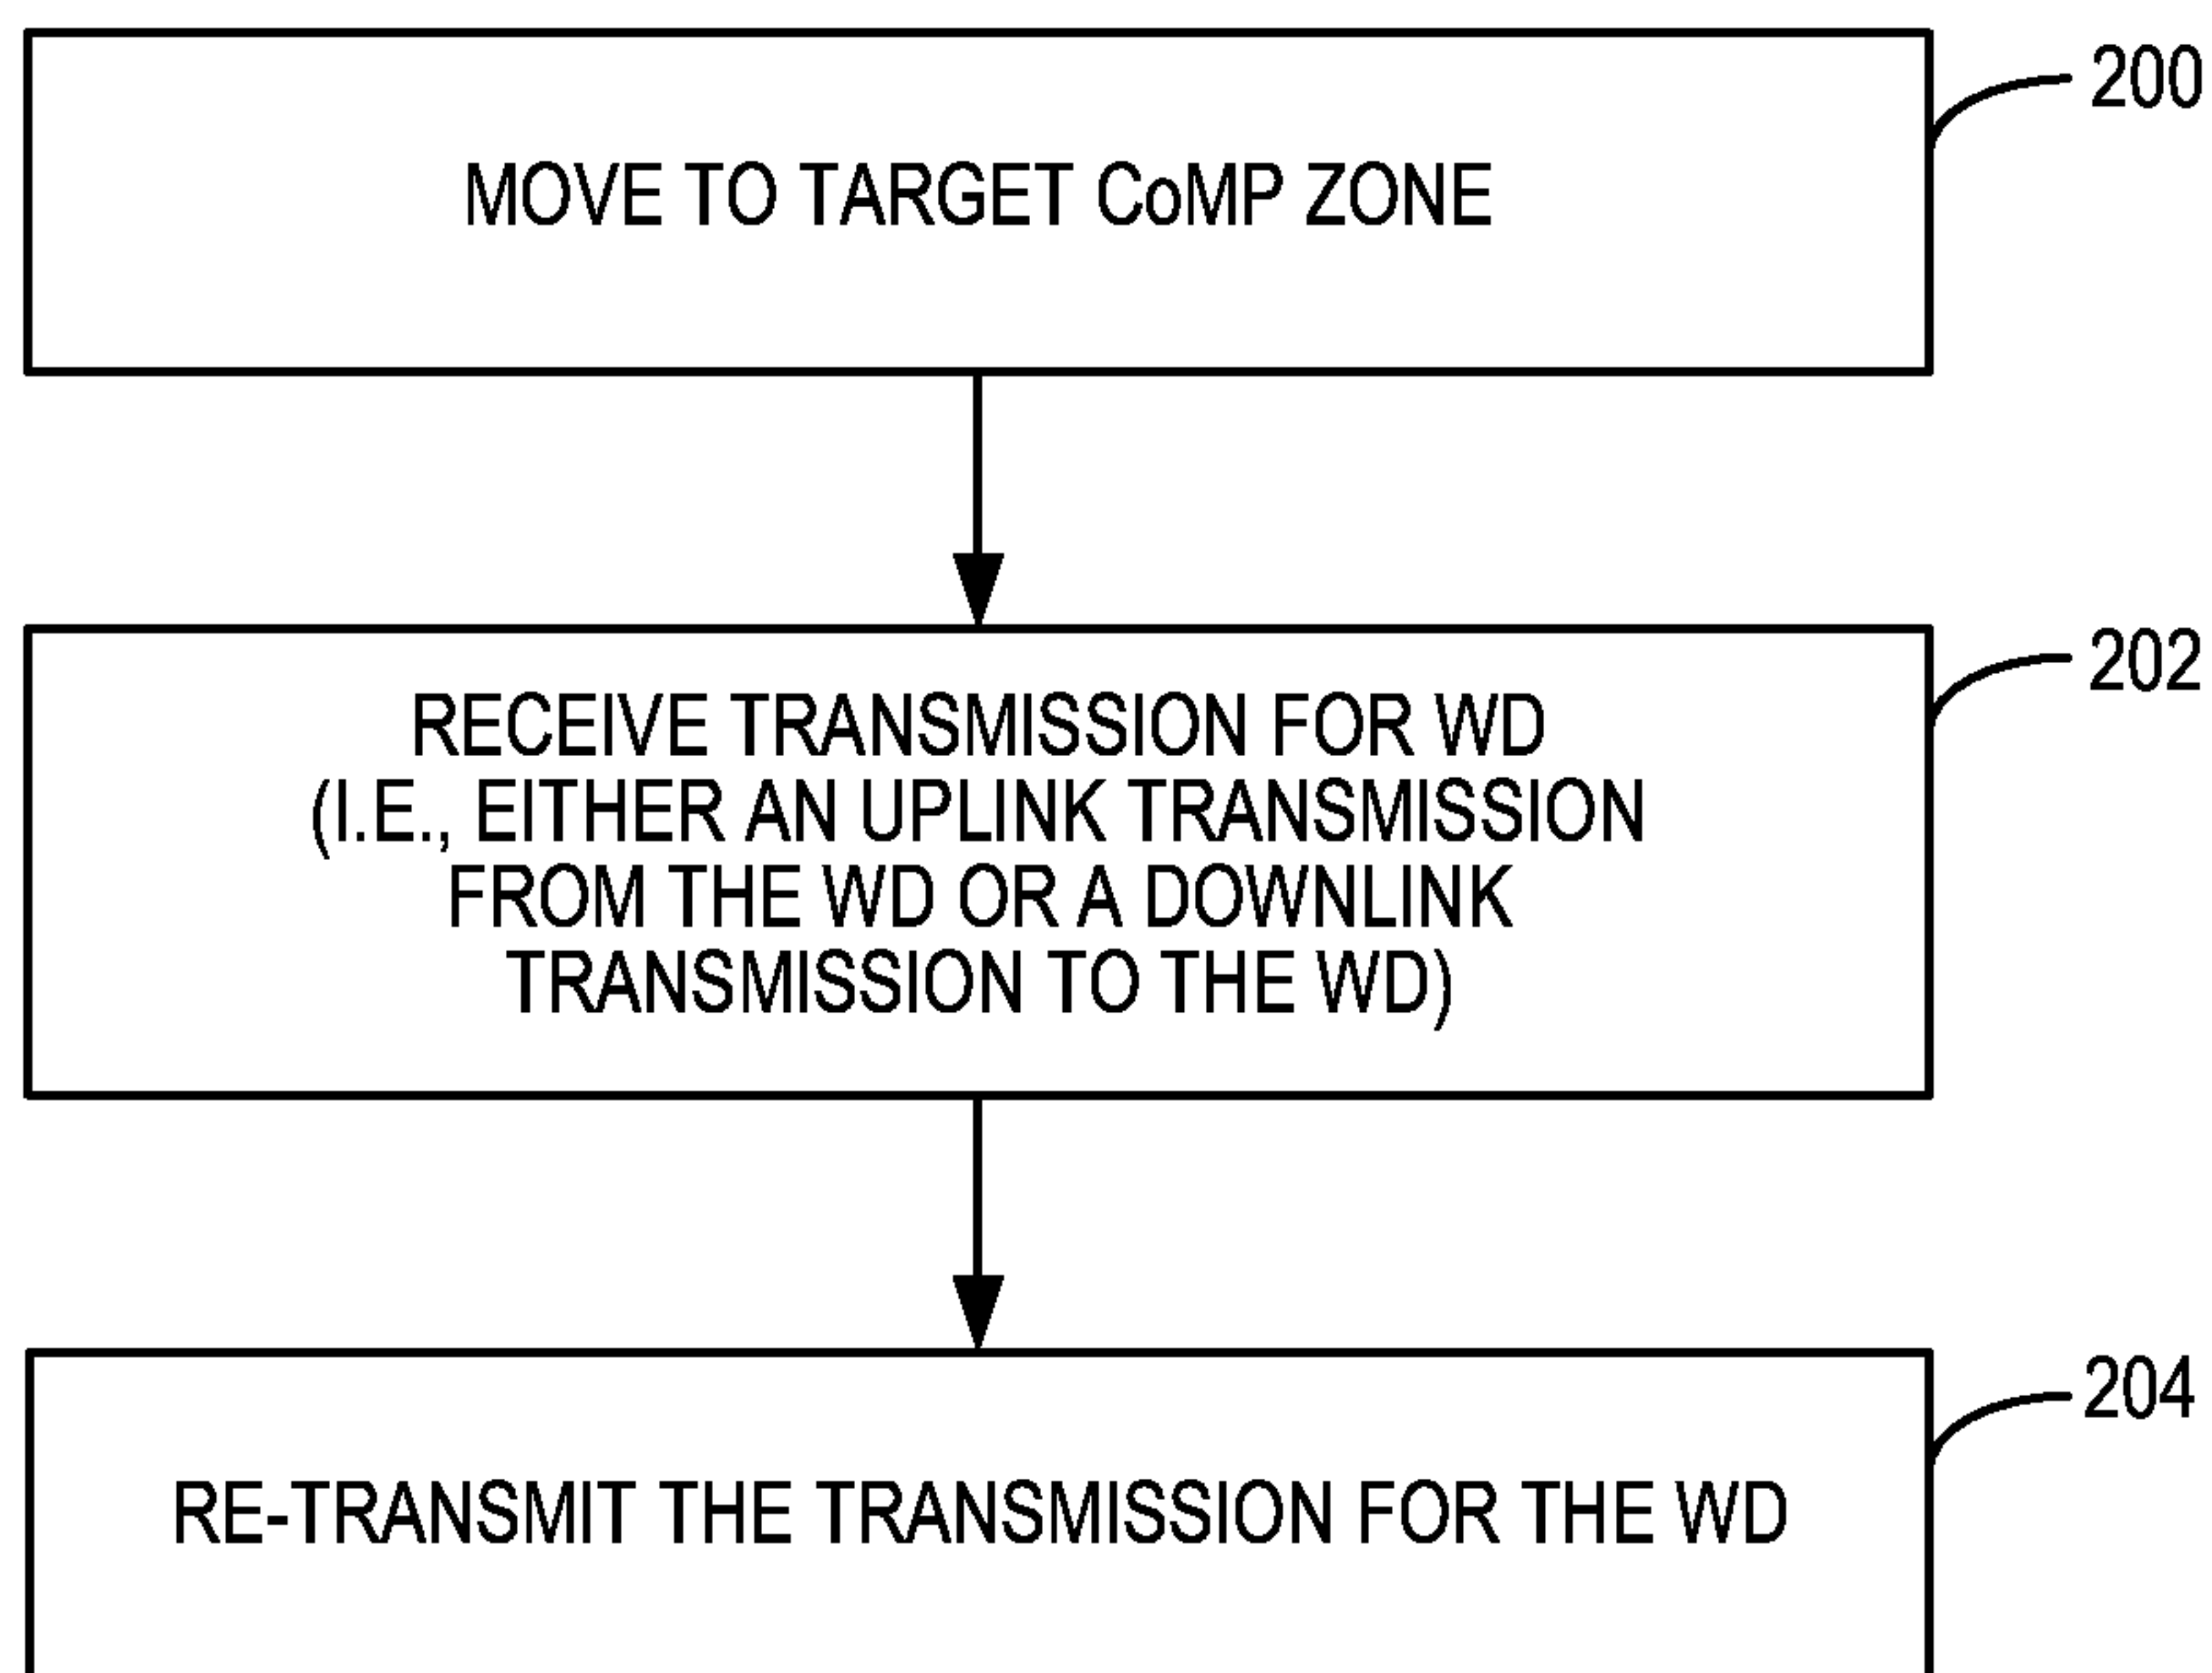 200
MOVE TO TARGET CoMP ZONE
202
RECEIVE TRANSMISSION FOR WD
(I.E., EITHER AN UPLINK TRANSMISSION
FROM THE WD OR A DOWNLINK
TRANSMISSION TO THE WD)
204
RE-TRANSMIT THE TRANSMISSION FOR THE WD